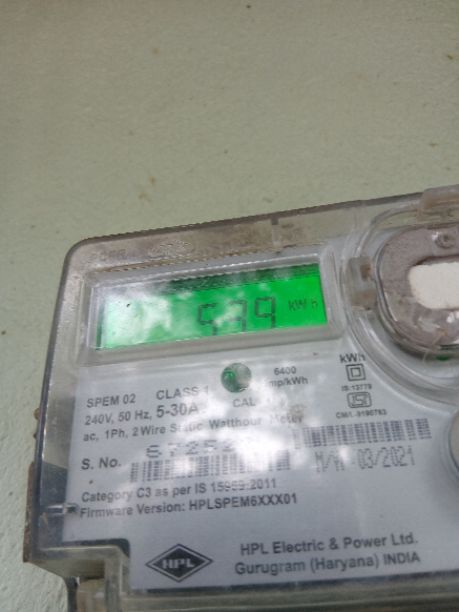 539 kWh
6400
imp/kWh
kWh
SPEM 02 CLASS 1
240V, 50 Hz, 5-30A CAL
IS:13779
ac, 1Ph, 2 Wire Static Watthour Meter
S. No.
M/Y 03/2021
Category C3 as per IS 15959:2011
Firmware Version: HPLSPEM6XXX01
HPL
HPL Electric & Power Ltd.
Gurugram (Haryana) INDIA